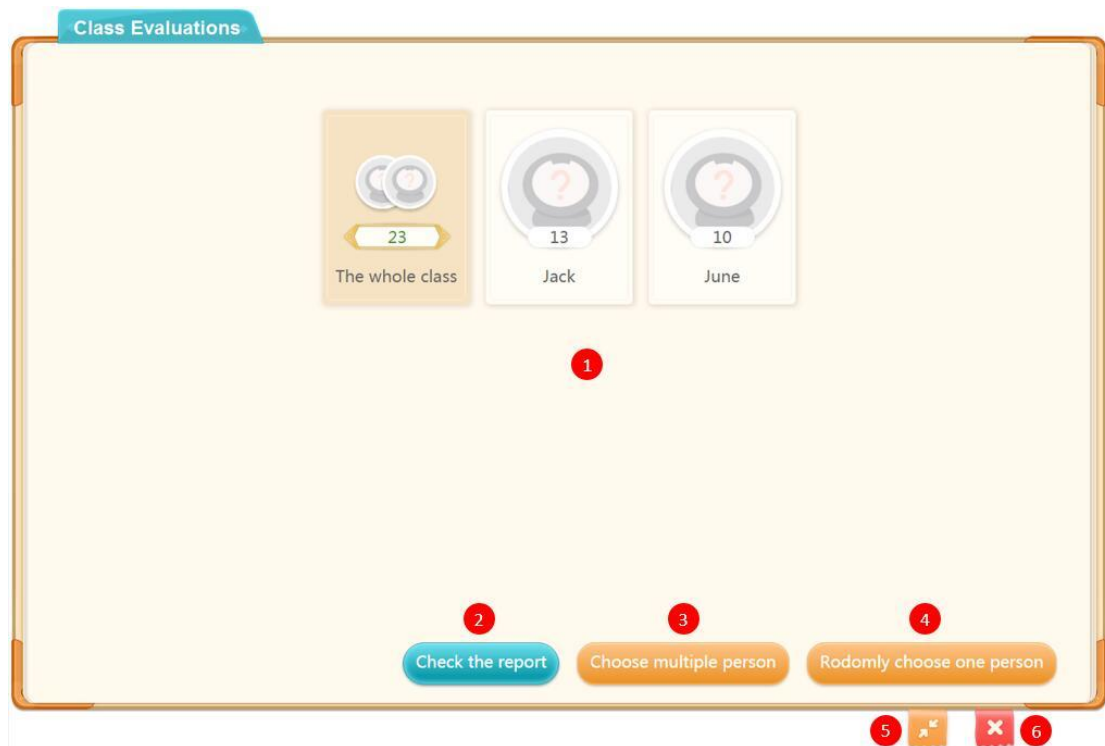 Class Evaluations
?
?
?
?
23
13
10
The whole class
Jack
June
1
2
3
4
Check the report
Choose multiple person
Rodomly choose one person
5
6